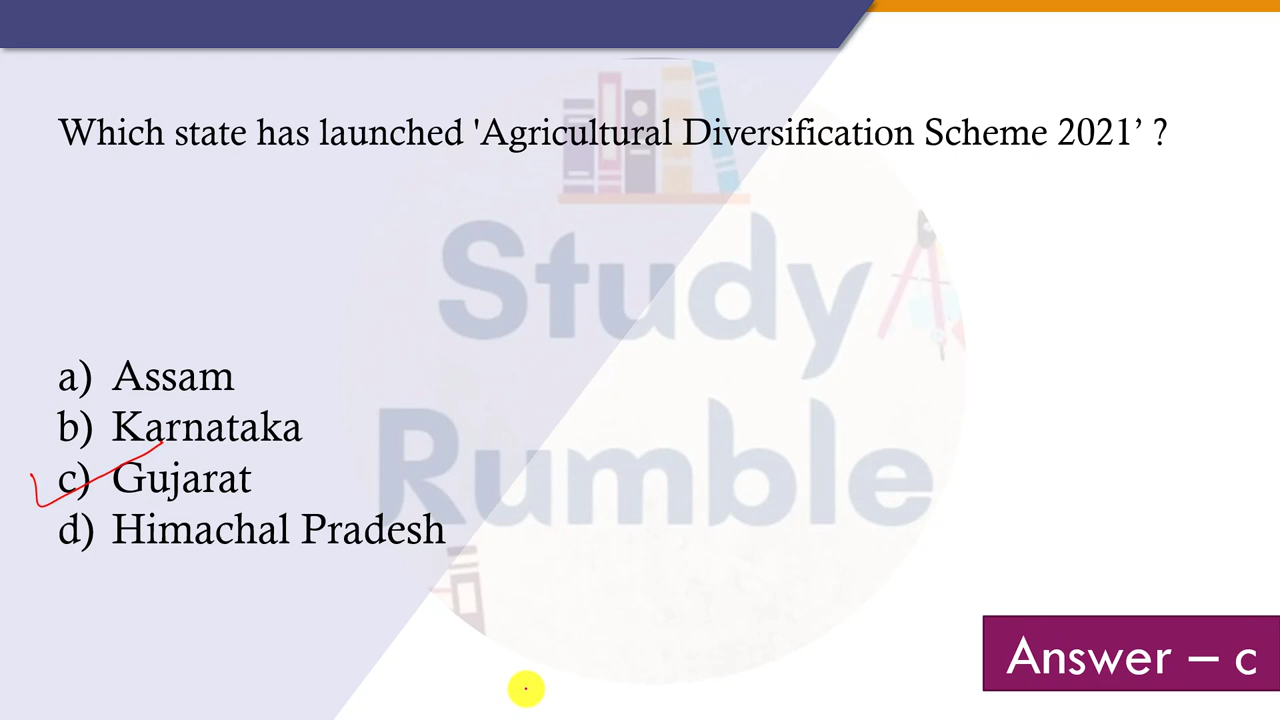 Which state has launched 'Agricultural Diversification Scheme 2021’ ?
Study
Rumble
a) Assam
b) Karnataka
c) Gujarat
d) Himachal Pradesh
Answer – c